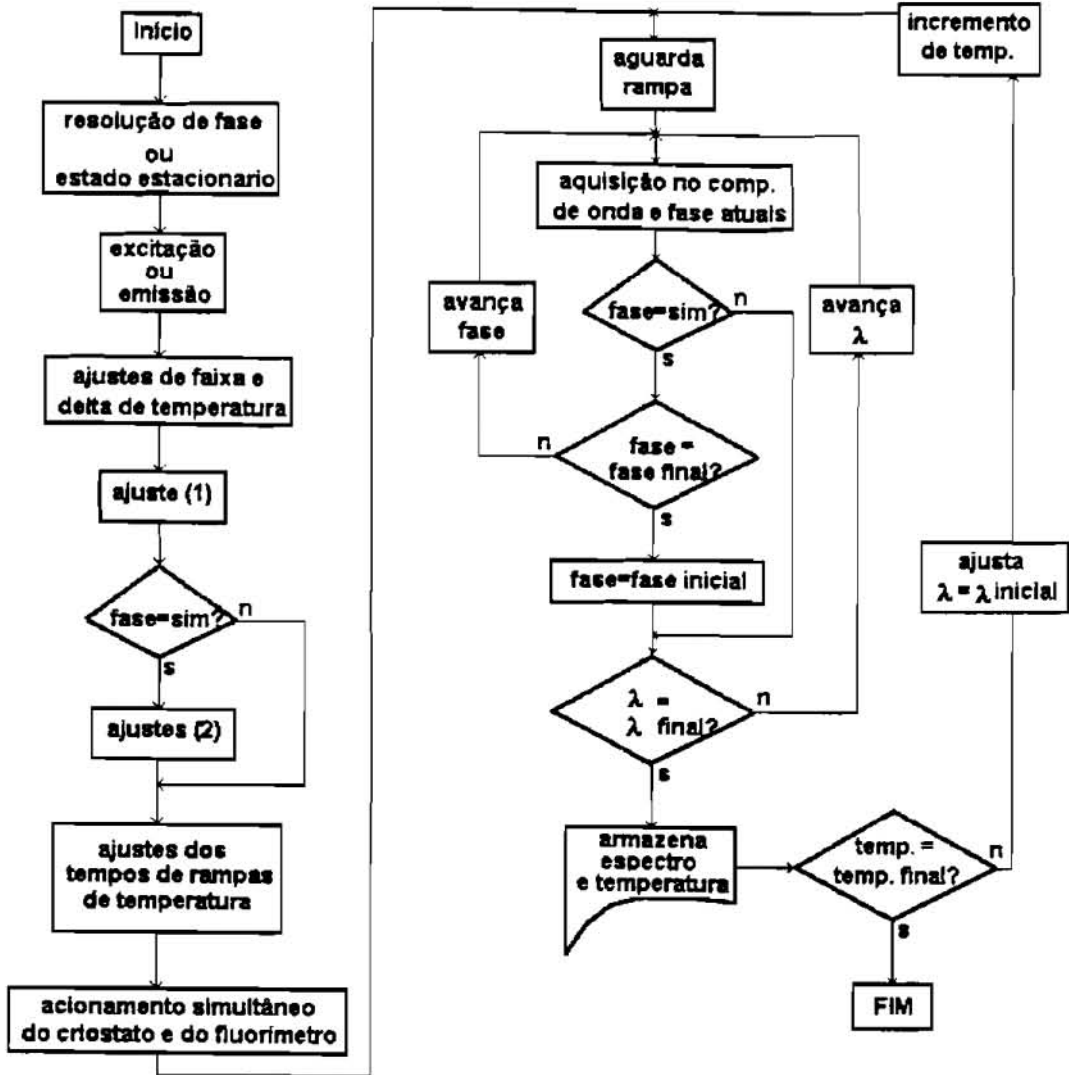 Início
resolução de fase
ou
estado estacionario
excitação
ou
emissão
ajustes de faixa e
delta de temperatura
ajuste (1)
fase=sim?
n
s
ajustes (2)
ajustes dos
tempos de rampas
de temperatura
acionamento simultâneo
do criostato e do fluorímetro
aguarda
rampa
aquisição no comp.
de onda e fase atuais
fase=sim?
n
s
avança
fase
n
fase =
fase final?
s
fase=fase inicial
λ =
λ final?
n
s
avança
λ
armazena
espectro
e temperatura
temp. =
temp. final?
n
s
FIM
ajusta
λ = λ inicial
incremento
de temp.